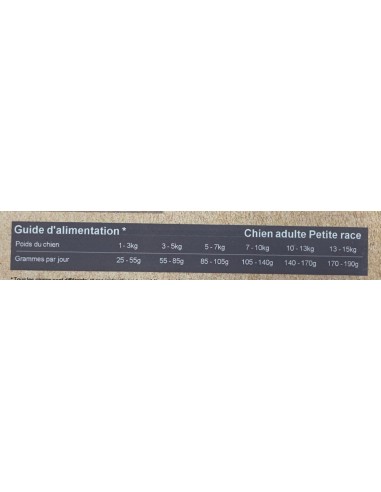 Guide d'alimentation * Chien adulte Petite race
Poids du chien 1 - 3kg 3 - 5kg 5 - 7kg 7 - 10kg 10 - 13kg 13 - 15kg
Grammes par jour 25 - 55g 55 - 85g 85 - 105g 105 - 140g 140 - 170g 170 - 190g